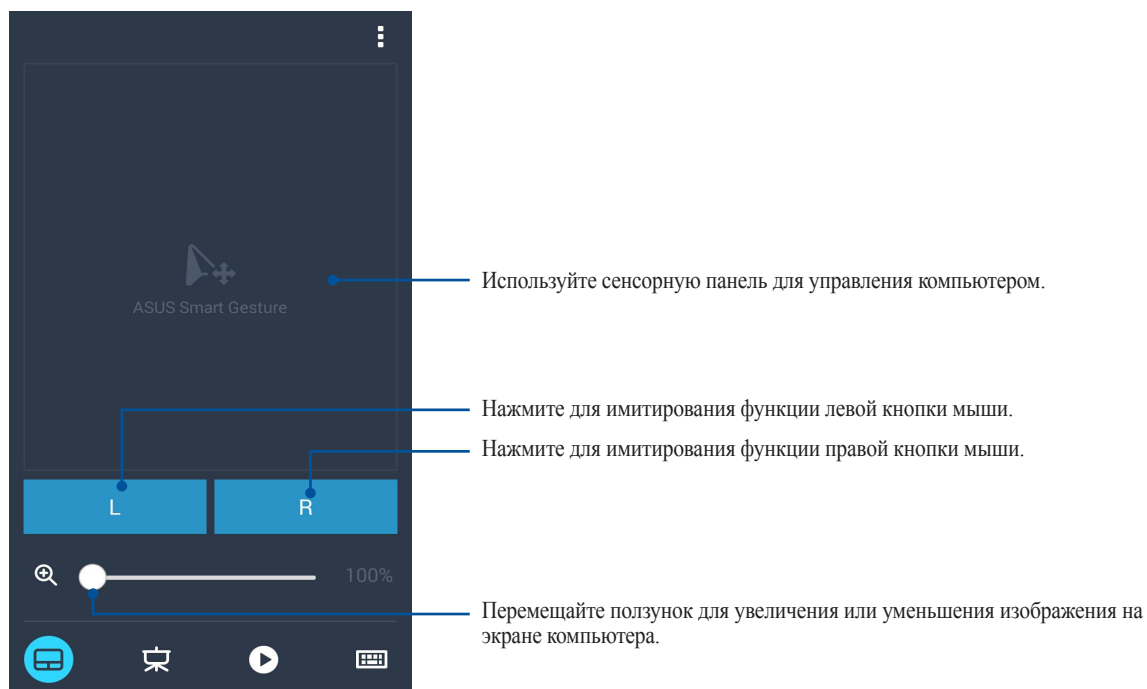 ASUS Smart Gesture
Используйте сенсорную панель для управления компьютером.
Нажмите для имитирования функции левой кнопки мыши.
Нажмите для имитирования функции правой кнопки мыши.
L
R
100%
Перемещайте ползунок для увеличения или уменьшения изображения на
экране компьютера.